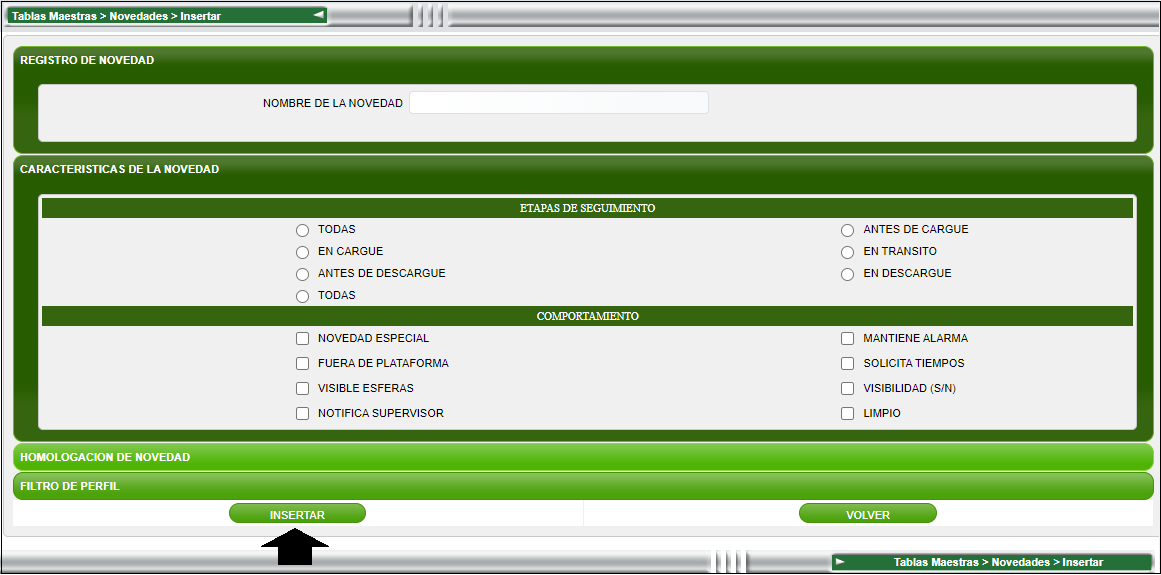 Tablas Maestras > Novedades > Insertar
REGISTRO DE NOVEDAD
NOMBRE DE LA NOVEDAD
CARACTERISTICAS DE LA NOVEDAD
ETAPAS DE SEGUIMIENTO
TODAS ANTES DE CARGUE
EN CARGUE EN TRANSITO
ANTES DE DESCARGUE EN DESCARGUE
TODAS
COMPORTAMIENTO
NOVEDAD ESPECIAL MANTIENE ALARMA
FUERA DE PLATAFORMA SOLICITA TIEMPOS
VISIBLE ESFERAS VISIBILIDAD (S/N)
NOTIFICA SUPERVISOR LIMPIO
HOMOLOGACION DE NOVEDAD
FILTRO DE PERFIL
INSERTAR VOLVER
Tablas Maestras > Novedades > Insertar